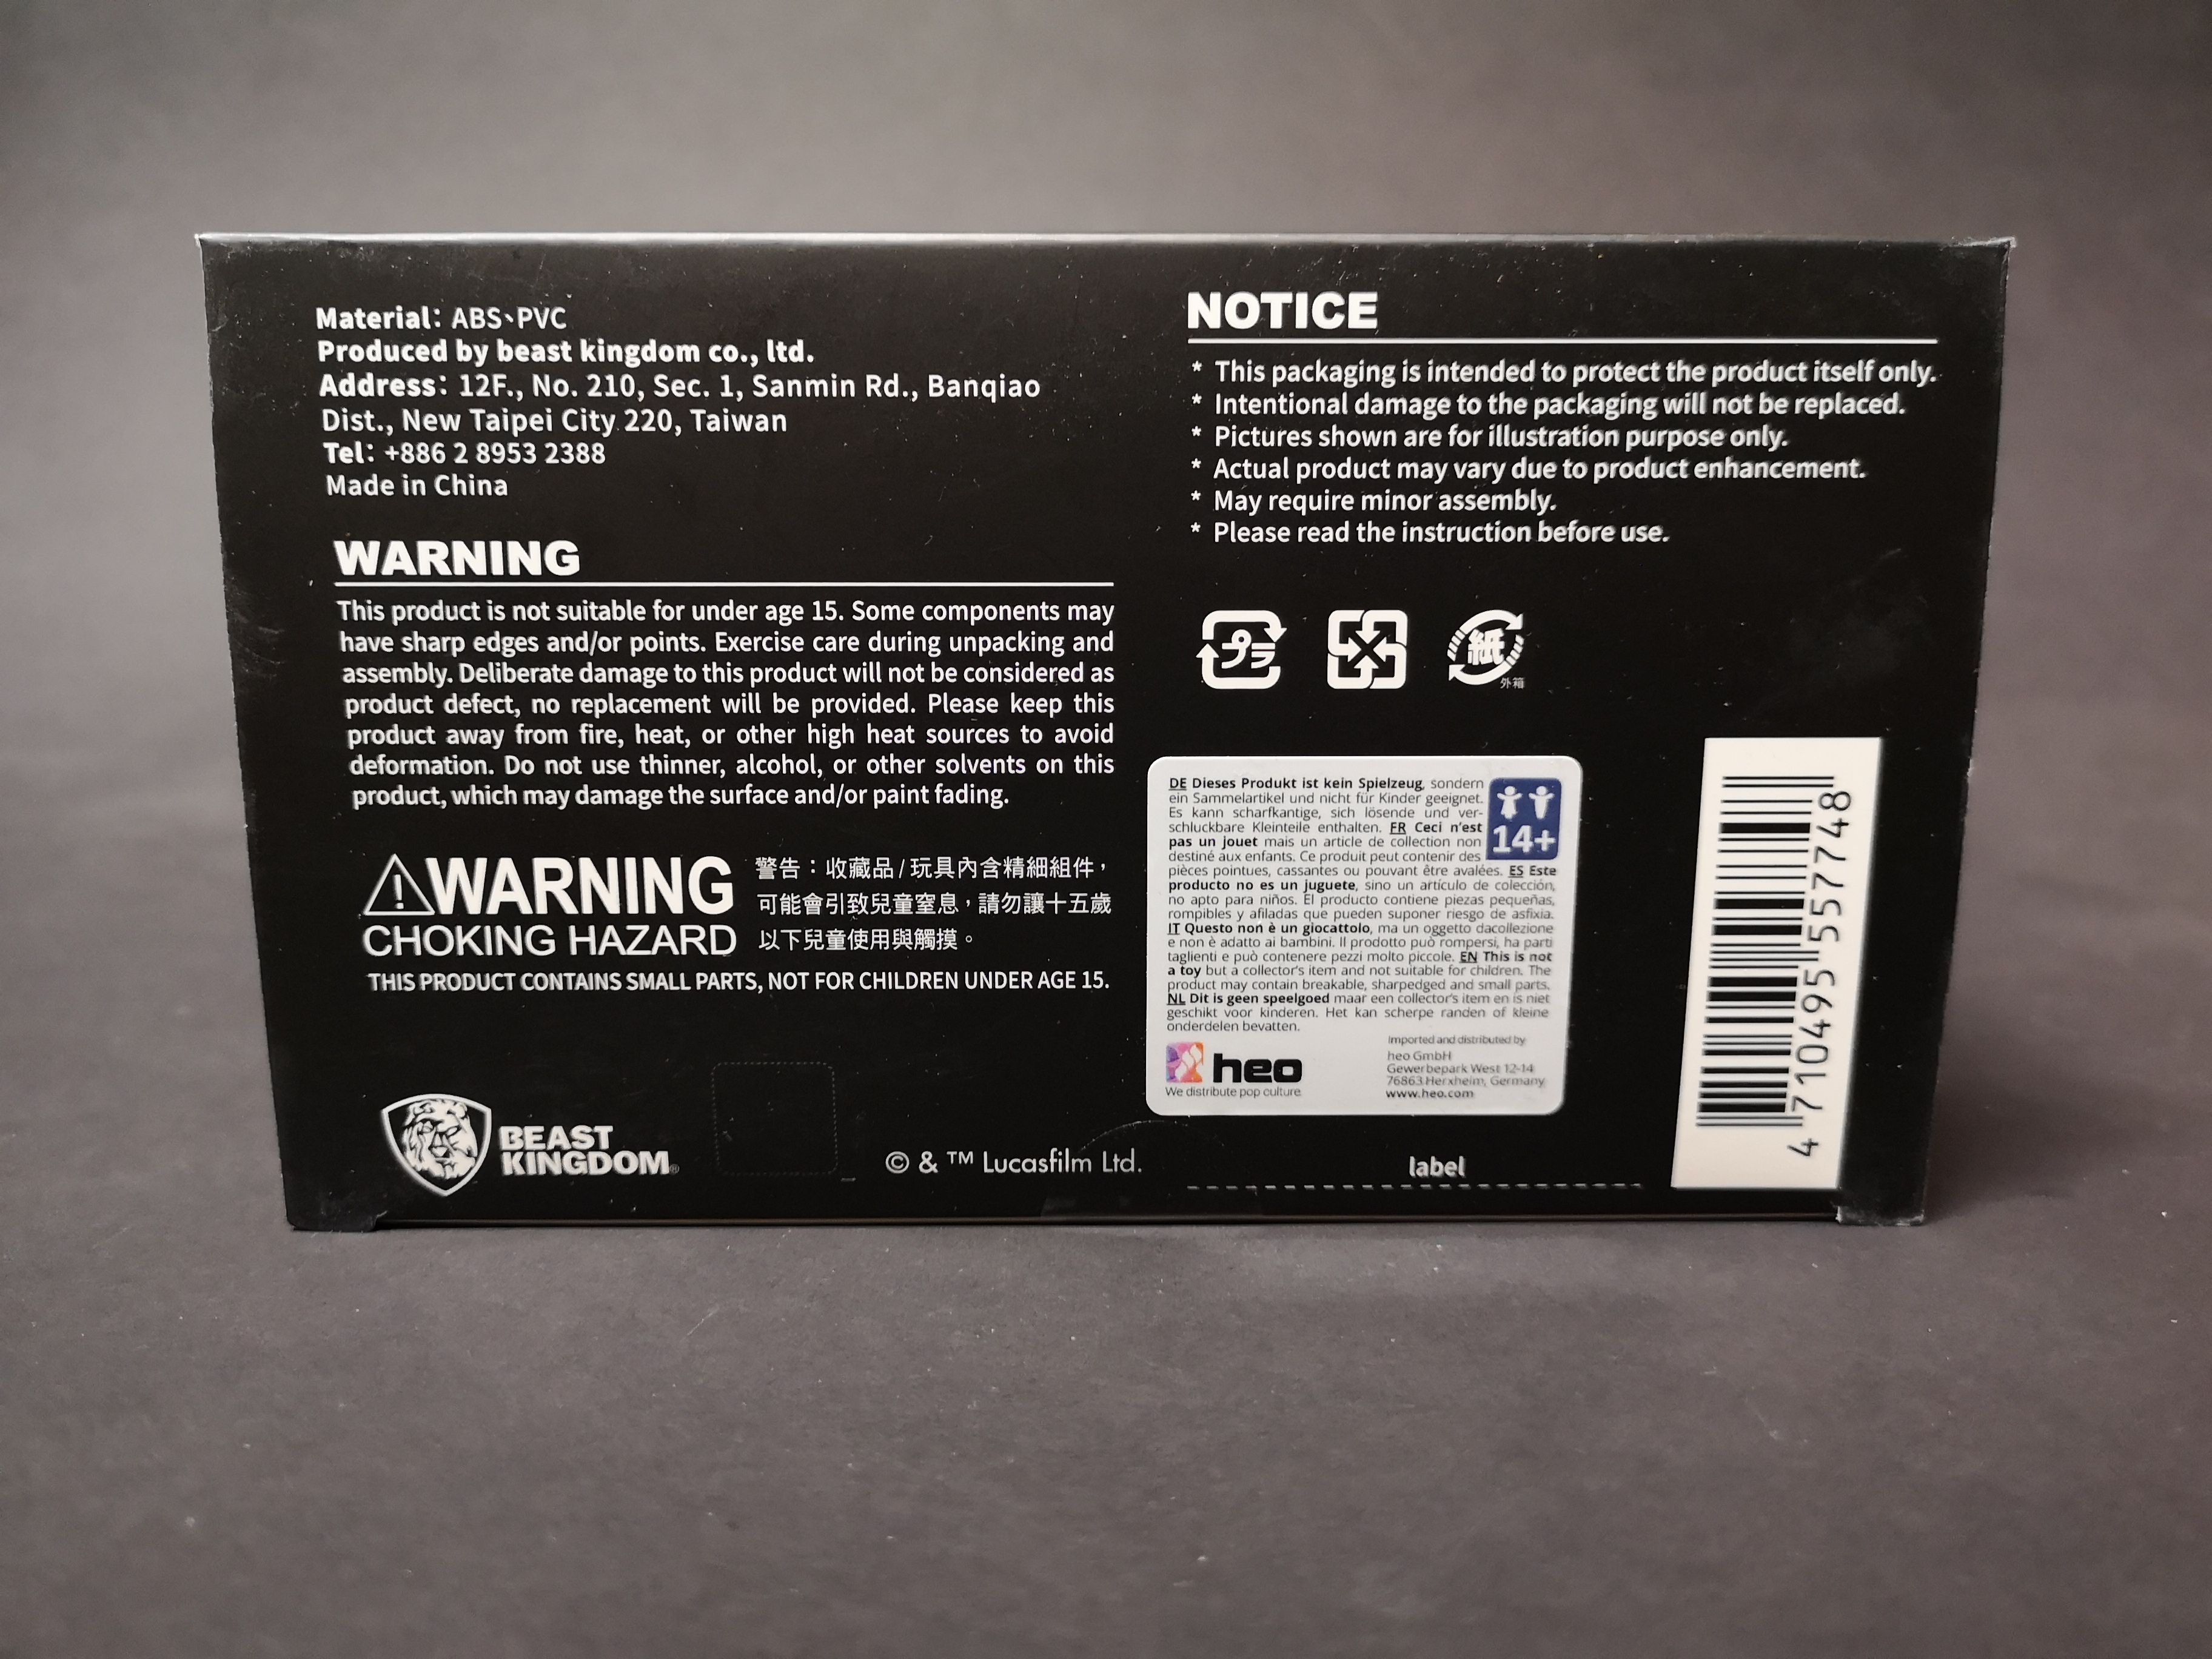 Material: ABS、PVC
Produced by beast kingdom co., ltd.
Address: 12F., No. 210, Sec. 1, Sanmin Rd., Banqiao
Dist., New Taipei City 220, Taiwan
Tel: +886 2 8953 2388
Made in China
WARNING
This product is not suitable for under age 15. Some components may
have sharp edges and/or points. Exercise care during unpacking and
assembly. Deliberate damage to this product will not be considered as
product defect, no replacement will be provided. Please keep this
product away from fire, heat, or other high heat sources to avoid
deformation. Do not use thinner, alcohol, or other solvents on this
product, which may damage the surface and/or paint fading.
WARNING
CHOKING HAZARD
警告：收藏品/玩具內含精細組件，
可能會引致兒童窒息，請勿讓十五歲
以下兒童使用與觸摸。
THIS PRODUCT CONTAINS SMALL PARTS, NOT FOR CHILDREN UNDER AGE 15.
BEAST
KINGDOM®
© & ™ Lucasfilm Ltd.
NOTICE
* This packaging is intended to protect the product itself only.
* Intentional damage to the packaging will not be replaced.
* Pictures shown are for illustration purpose only.
* Actual product may vary due to product enhancement.
* May require minor assembly.
* Please read the instruction before use.
プラ
紙
外箱
DE Dieses Produkt ist kein Spielzeug, sondern
ein Sammelartikel und nicht für Kinder geeignet.
Es kann scharfkantige, sich lösende und ver-
schluckbare Kleinteile enthalten. FR Ceci n'est
pas un jouet mais un article de collection non
destiné aux enfants. Ce produit peut contenir des
pièces pointues, cassantes ou pouvant être avalées. ES Este
producto no es un juguete, sino un artículo de colección,
no apto para niños. El producto contiene piezas pequeñas,
rompibles y afiladas que pueden suponer riesgo de asfixia.
IT Questo non è un giocattolo, ma un oggetto dacollezione
e non è adatto ai bambini. Il prodotto può rompersi, ha parti
taglienti e può contenere pezzi molto piccole. EN This is not
a toy but a collector's item and not suitable for children. The
product may contain breakable, sharpedged and small parts.
NL Dit is geen speelgoed maar een collector's item en is niet
geschikt voor kinderen. Het kan scherpe randen of kleine
onderdelen bevatten.
14+
heo
We distribute pop culture
Imported and distributed by
heo GmbH
Gewerbepark West 12-14
76863 Herxheim, Germany
www.heo.com
label
4 710495 557748